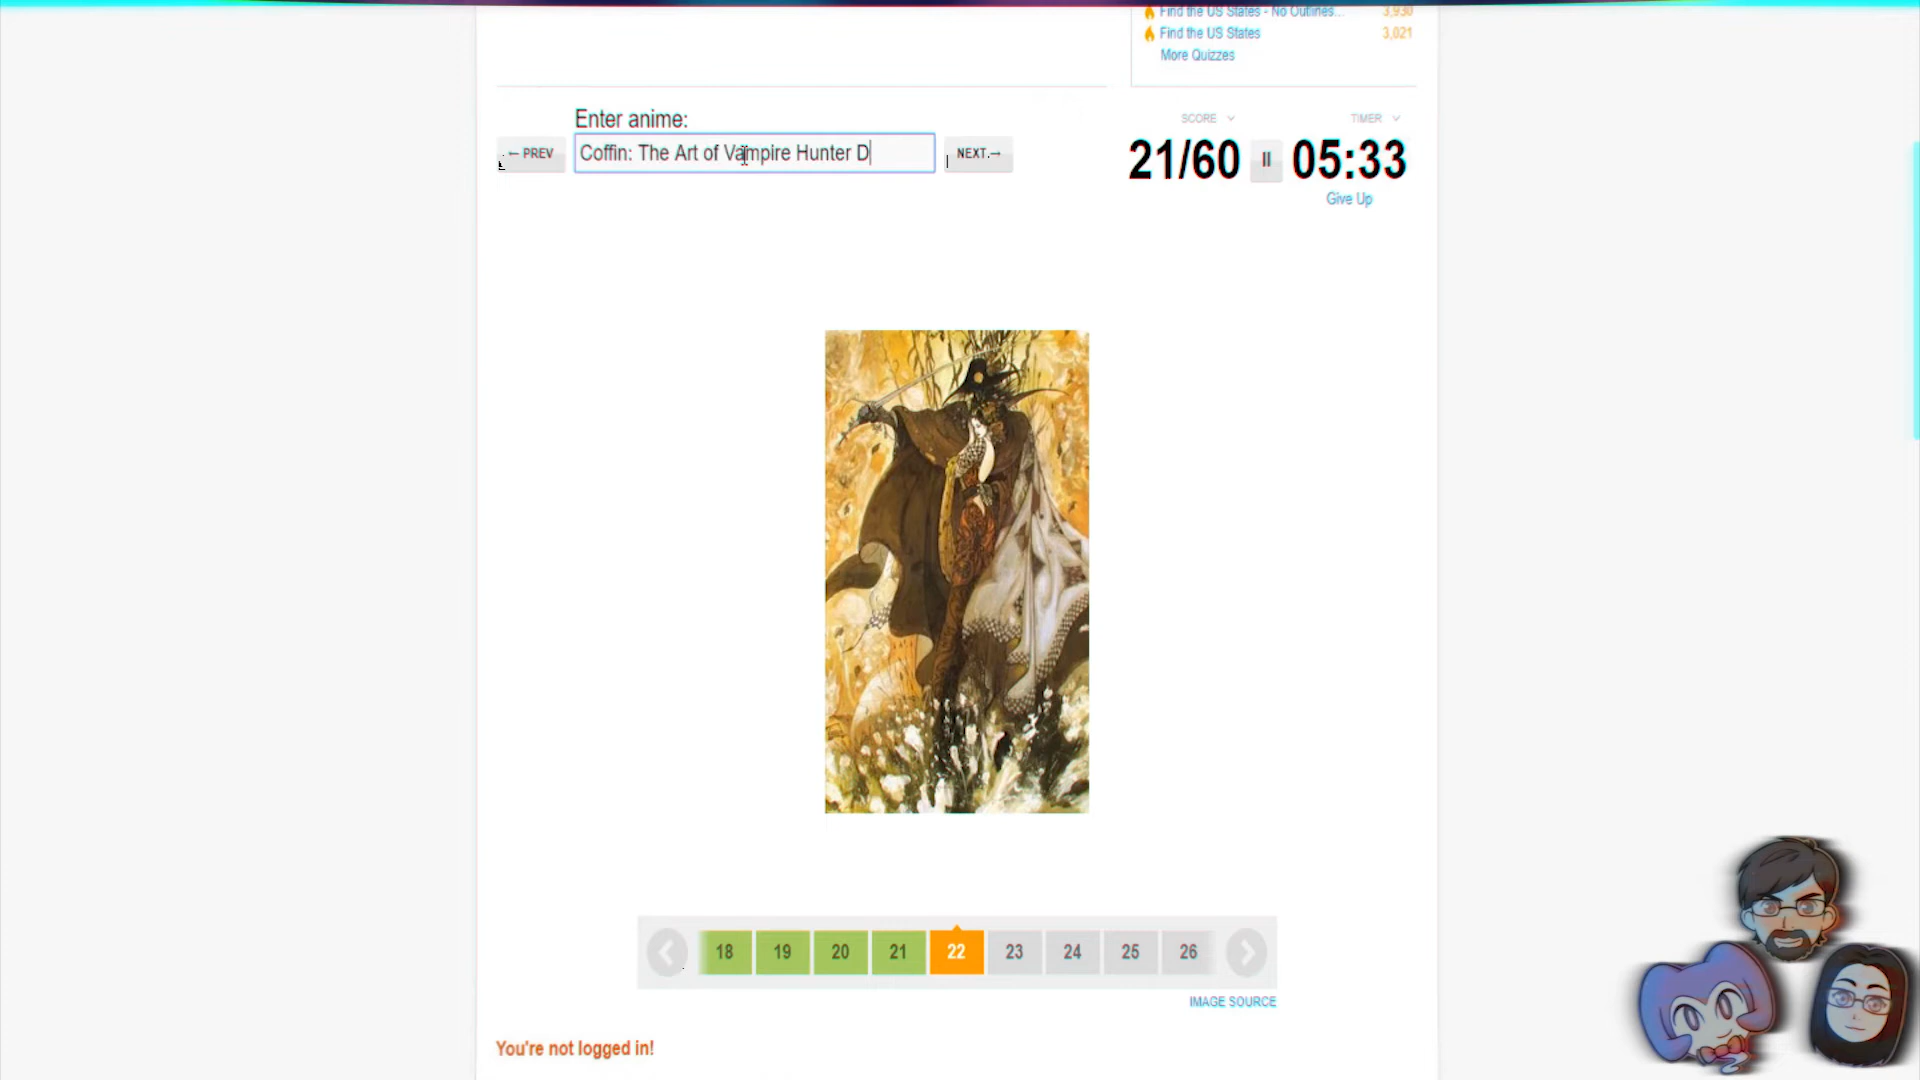 Find the US States - No Outlines... 3,930
Find the US States 3,021
More Quizzes
Enter anime:
← PREV
Coffin: The Art of Vampire Hunter D
NEXT→
SCORE
TIMER
21/60
05:33
Give Up
18 19 20 21 22 23 24 25 26
IMAGE SOURCE
You're not logged in!